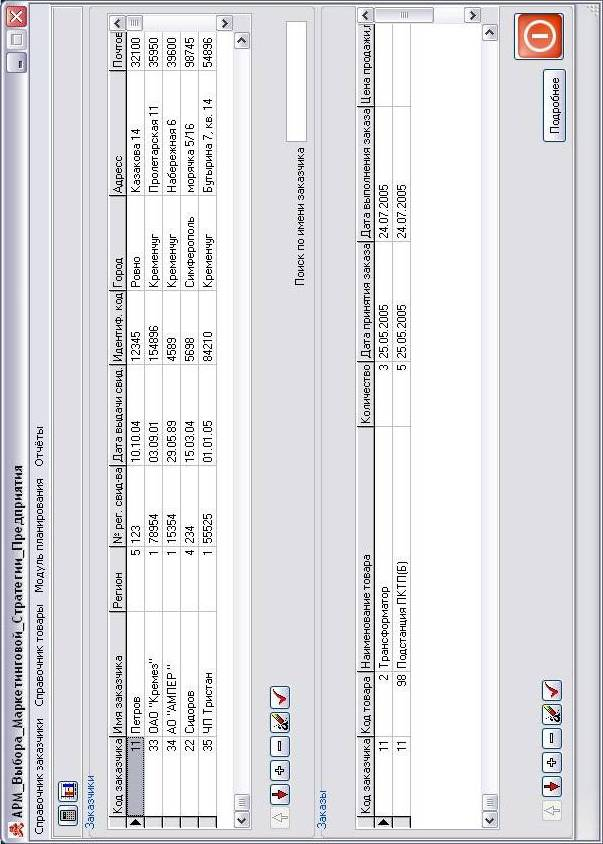 АРМ_Выбора_Маркетинговой_Стратегии_Предприятия
Справочник заказчики Справочник товары Модуль планирования Отчёты
Заказчики
Код заказчика Имя заказчика Регион № рег. свид-ва Дата выдачи свид. Идентиф. код Город Адресс Почтов
11 Петров 5 123 10.10.04 12345 Ровно Казакова 14 32100
33 ОАО "Кремез" 1 78954 03.09.01 154896 Кременчуг Пролетарская 11 35950
34 АО "АМПЕР" 1 15354 29.05.89 4589 Кременчуг Набережная 6 39600
22 Сидоров 4 234 15.03.04 5698 Симферополь морячка 5/16 98745
35 ЧП Тристан 1 55525 01.01.05 84210 Кременчуг Бутырина 7, кв. 14 54896
Поиск по имени заказчика
Заказы
Код заказчика Код товара Наименование товара Количество Дата принятия заказа Дата выполнения заказа Цена продажи,
11 2 Трансформатор 3 25.05.2005 24.07.2005
11 98 Подстанция ПКТП(Б) 5 25.05.2005 24.07.2005
Подробнее